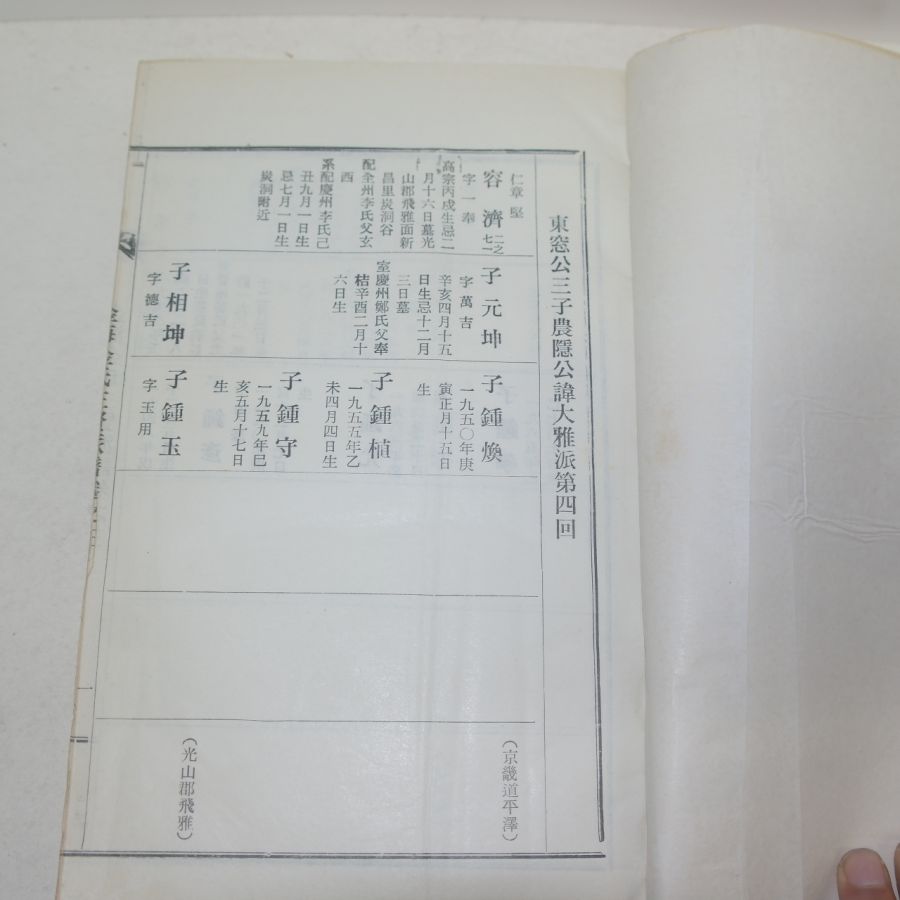 東窓公三子農隱公諱大雅派第四回
仁章 堅
容濟 二之七一
字一奉
高宗丙戌生忌二
月十六日墓光
山郡飛雅面新
昌里炭洞谷
配全州李氏父玄
酉
系配慶州李氏己
丑九月一日生
忌七月一日生
炭洞附近
子元坤
字萬吉
辛亥四月十五
日生忌十二月
三日墓
室慶州鄭氏父奉
桔辛酉二月十
六日生
子相坤
字德吉
子鍾煥
一九五〇年庚
寅正月十五日
生
子鍾植
一九五五年乙
未四月四日生
子鍾守
一九五九年巳
亥五月十七日
生
子鍾玉
字玉用
（京畿道平澤）
（光山郡飛雅）
一